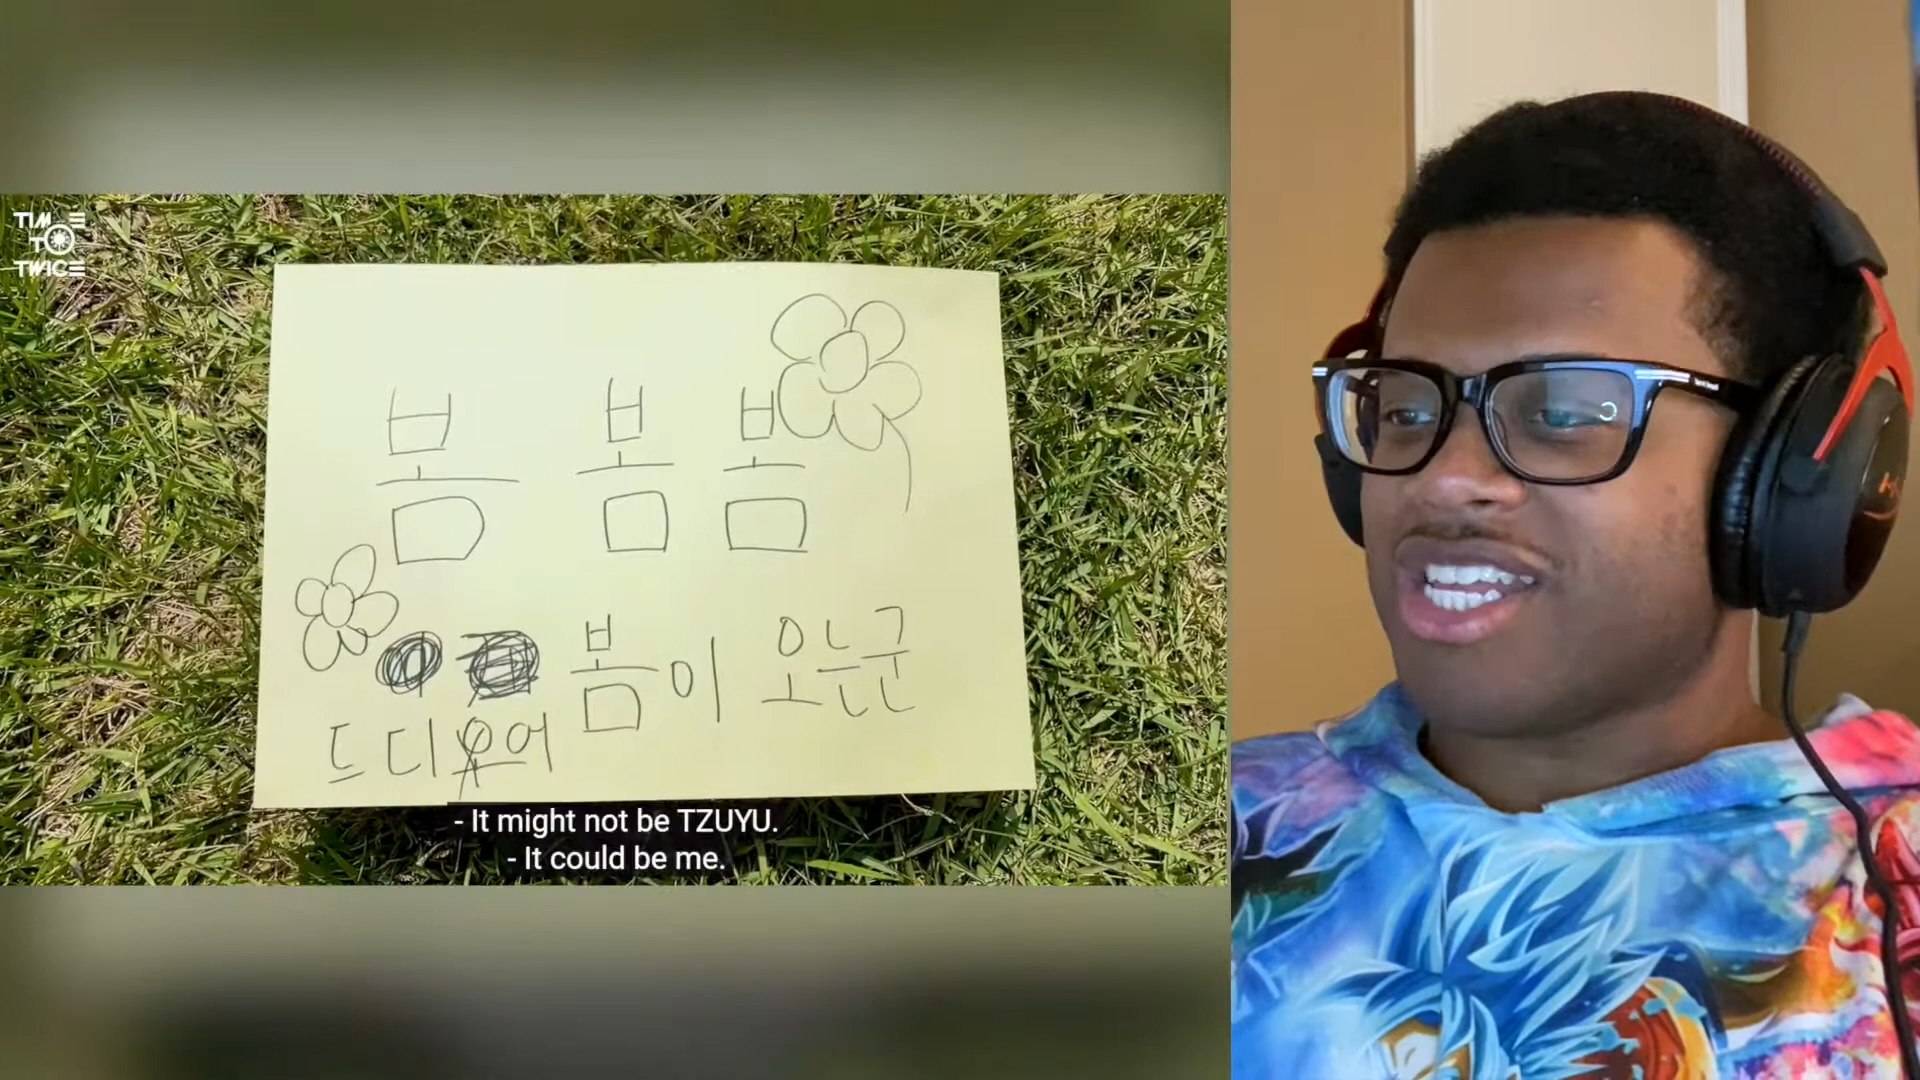 TIME
TO
TWICE
봄 봄 봄
봄이 오는군
드디오어
- It might not be TZUYU.
- It could be me.